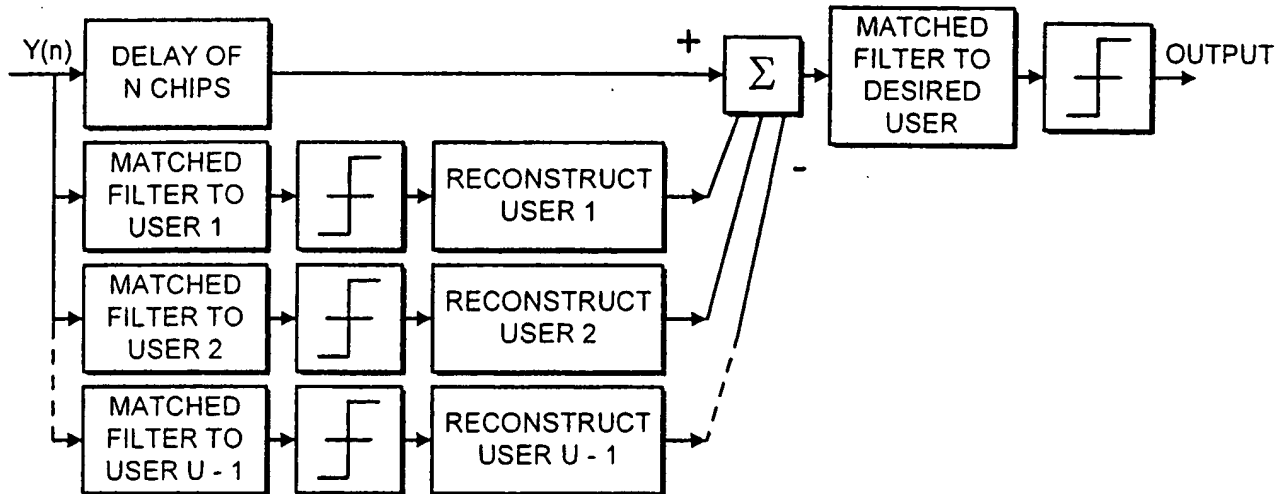 Y(n)
DELAY OF
N CHIPS
+
Σ
MATCHED
FILTER TO
DESIRED
USER
OUTPUT
-
MATCHED
FILTER TO
USER 1
RECONSTRUCT
USER 1
MATCHED
FILTER TO
USER 2
RECONSTRUCT
USER 2
MATCHED
FILTER TO
USER U - 1
RECONSTRUCT
USER U - 1